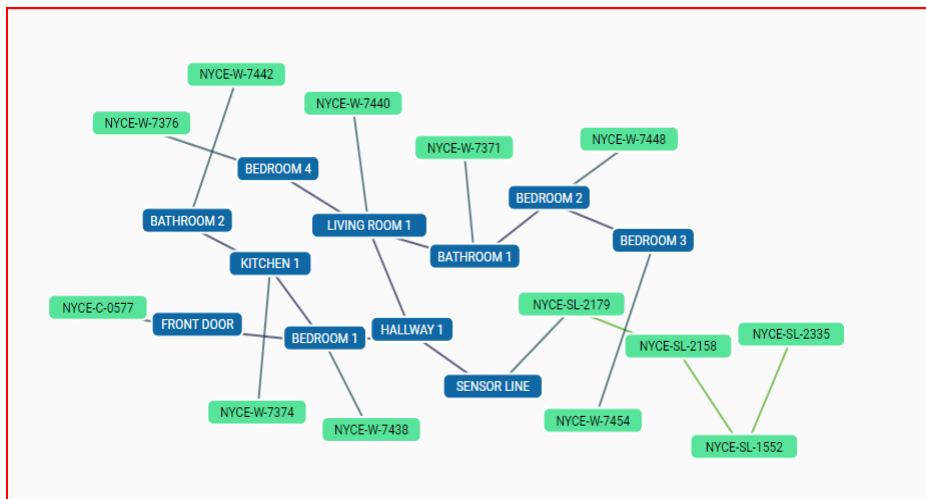 NYCE-W-7442
NYCE-W-7440
NYCE-W-7376
NYCE-W-7448
NYCE-W-7371
BEDROOM 4
BEDROOM 2
BATHROOM 2
LIVING ROOM 1
BEDROOM 3
BATHROOM 1
KITCHEN 1
NYCE-C-0577
NYCE-SL-2179
FRONT DOOR
HALLWAY 1
NYCE-SL-2335
BEDROOM 1
NYCE-SL-2158
SENSOR LINE
NYCE-W-7374
NYCE-W-7454
NYCE-W-7438
NYCE-SL-1552